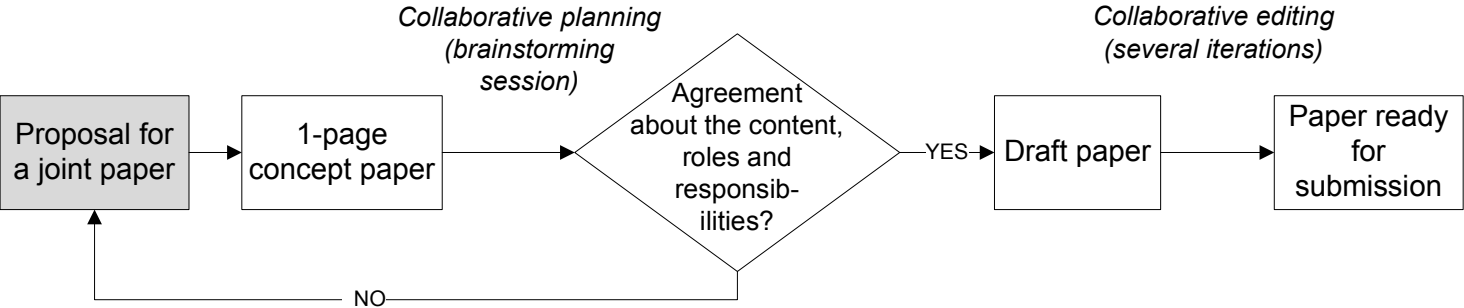 Proposal for
a joint paper
1-page
concept paper
Collaborative planning
(brainstorming
session)
Agreement
about the content,
roles and
responsib-
ilities?
YES
Draft paper
Collaborative editing
(several iterations)
Paper ready
for
submission
NO